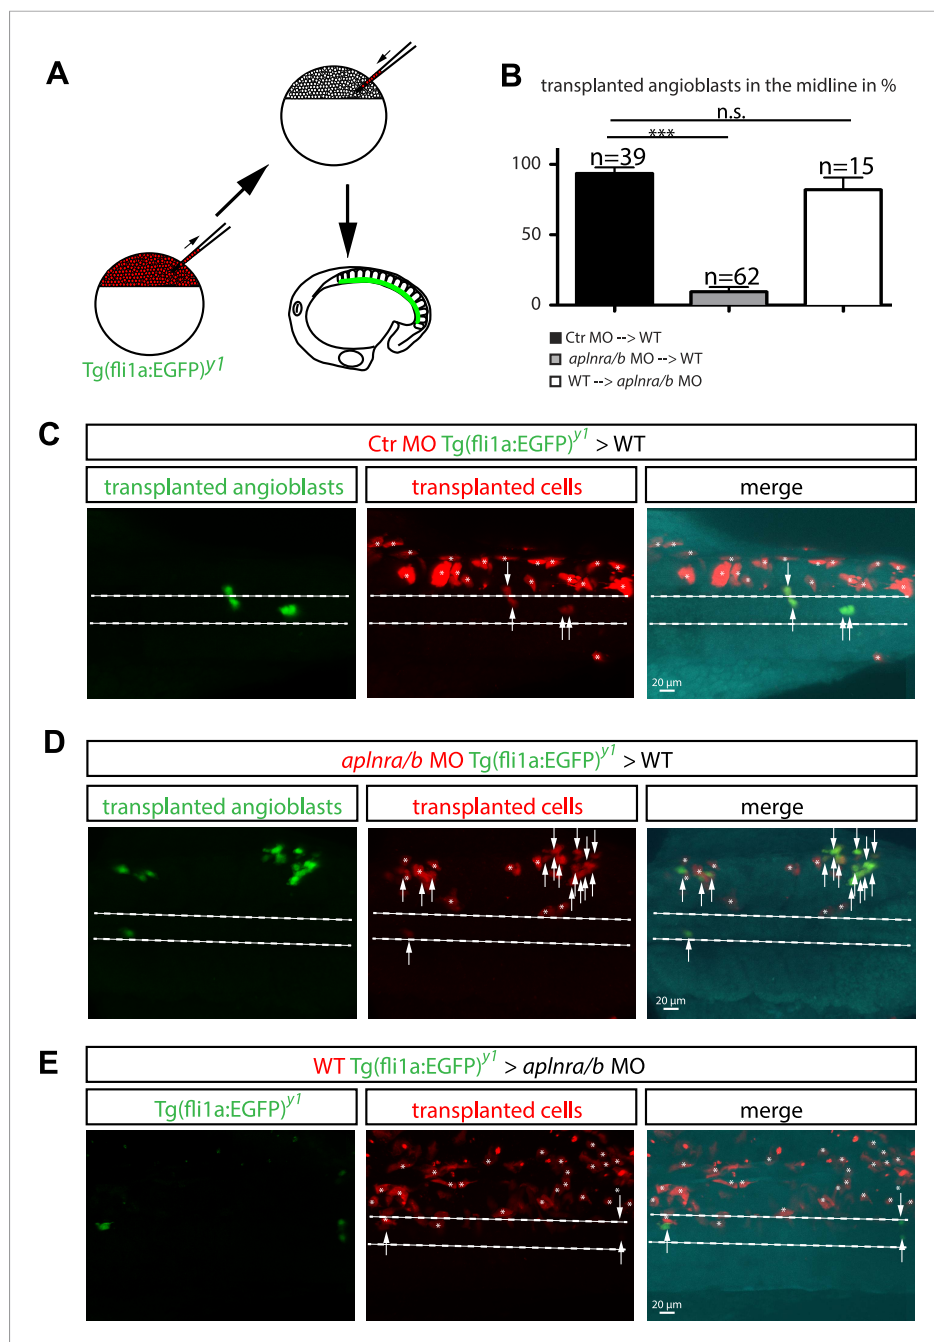 A
Tg(fli1a:EGFP)y1
B
transplanted angioblasts in the midline in %
n.s.
***
100
50
0
n=39
n=62
n=15
Ctr MO --> WT
aplnra/b MO --> WT
WT --> aplnra/b MO
C
Ctr MO Tg(fli1a:EGFP)y1 > WT
transplanted angioblasts
transplanted cells
merge
20 µm
D
aplnra/b MO Tg(fli1a:EGFP)y1 > WT
transplanted angioblasts
transplanted cells
merge
20 µm
E
WT Tg(fli1a:EGFP)y1 > aplnra/b MO
Tg(fli1a:EGFP)y1
transplanted cells
merge
20 µm